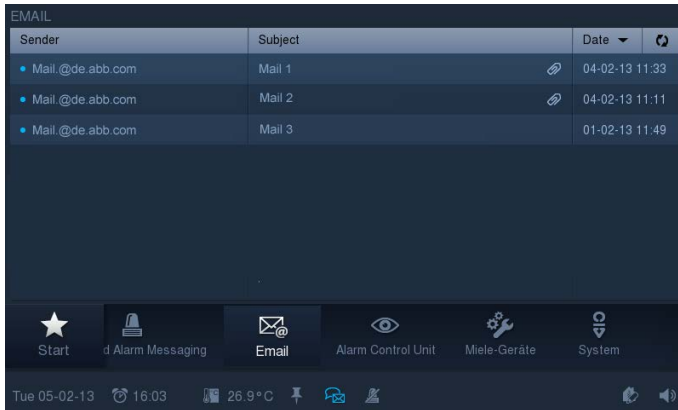 EMAIL
Sender Subject Date
Mail.@de.abb.com Mail 1 04-02-13 11:33
Mail.@de.abb.com Mail 2 04-02-13 11:11
Mail.@de.abb.com Mail 3 01-02-13 11:49
Start d Alarm Messaging Email Alarm Control Unit Miele-Geräte System
Tue 05-02-13 16:03 26.9°C